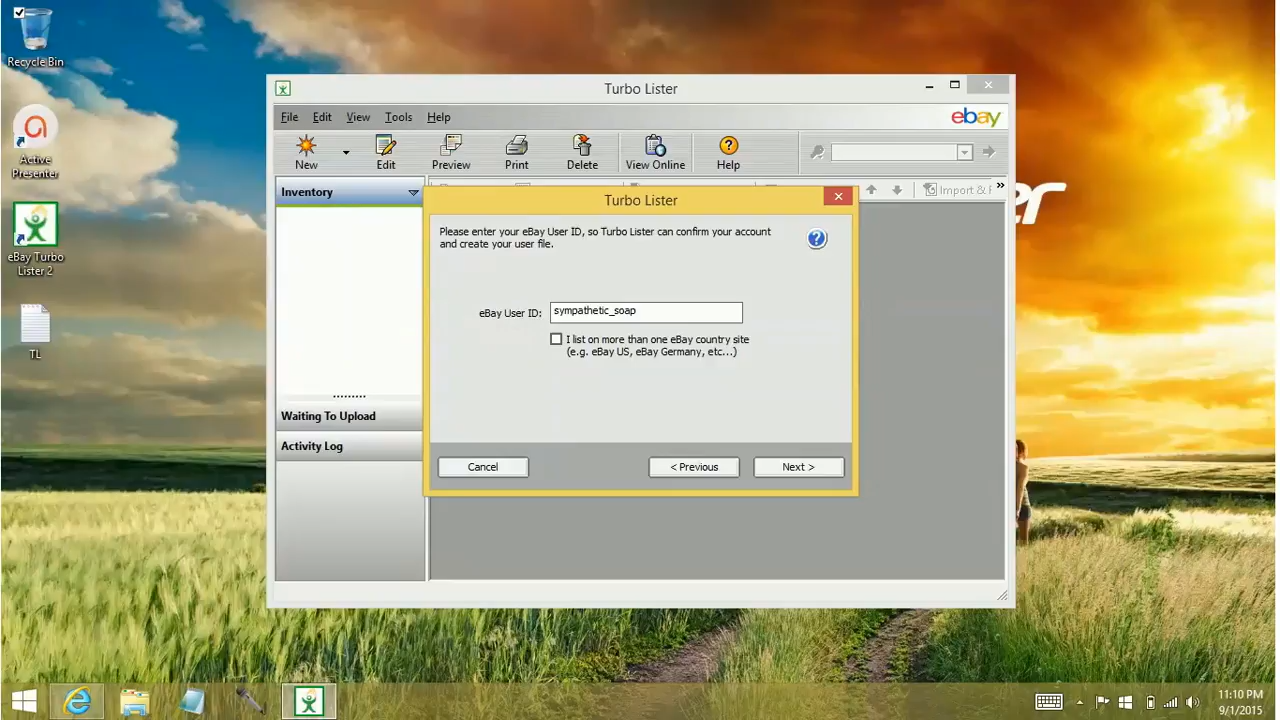 Recycle Bin
Active
Presenter
eBay Turbo
Lister 2
TL
Turbo Lister
File Edit View Tools Help
ebay
New Edit Preview Print Delete View Online Help
Inventory
Import &
Waiting To Upload
Activity Log
Turbo Lister
Please enter your eBay User ID, so Turbo Lister can confirm your account
and create your user file.
eBay User ID: sympathetic_soap
I list on more than one eBay country site
(e.g. eBay US, eBay Germany, etc...)
Cancel < Previous Next >
11:10 PM
9/1/2015